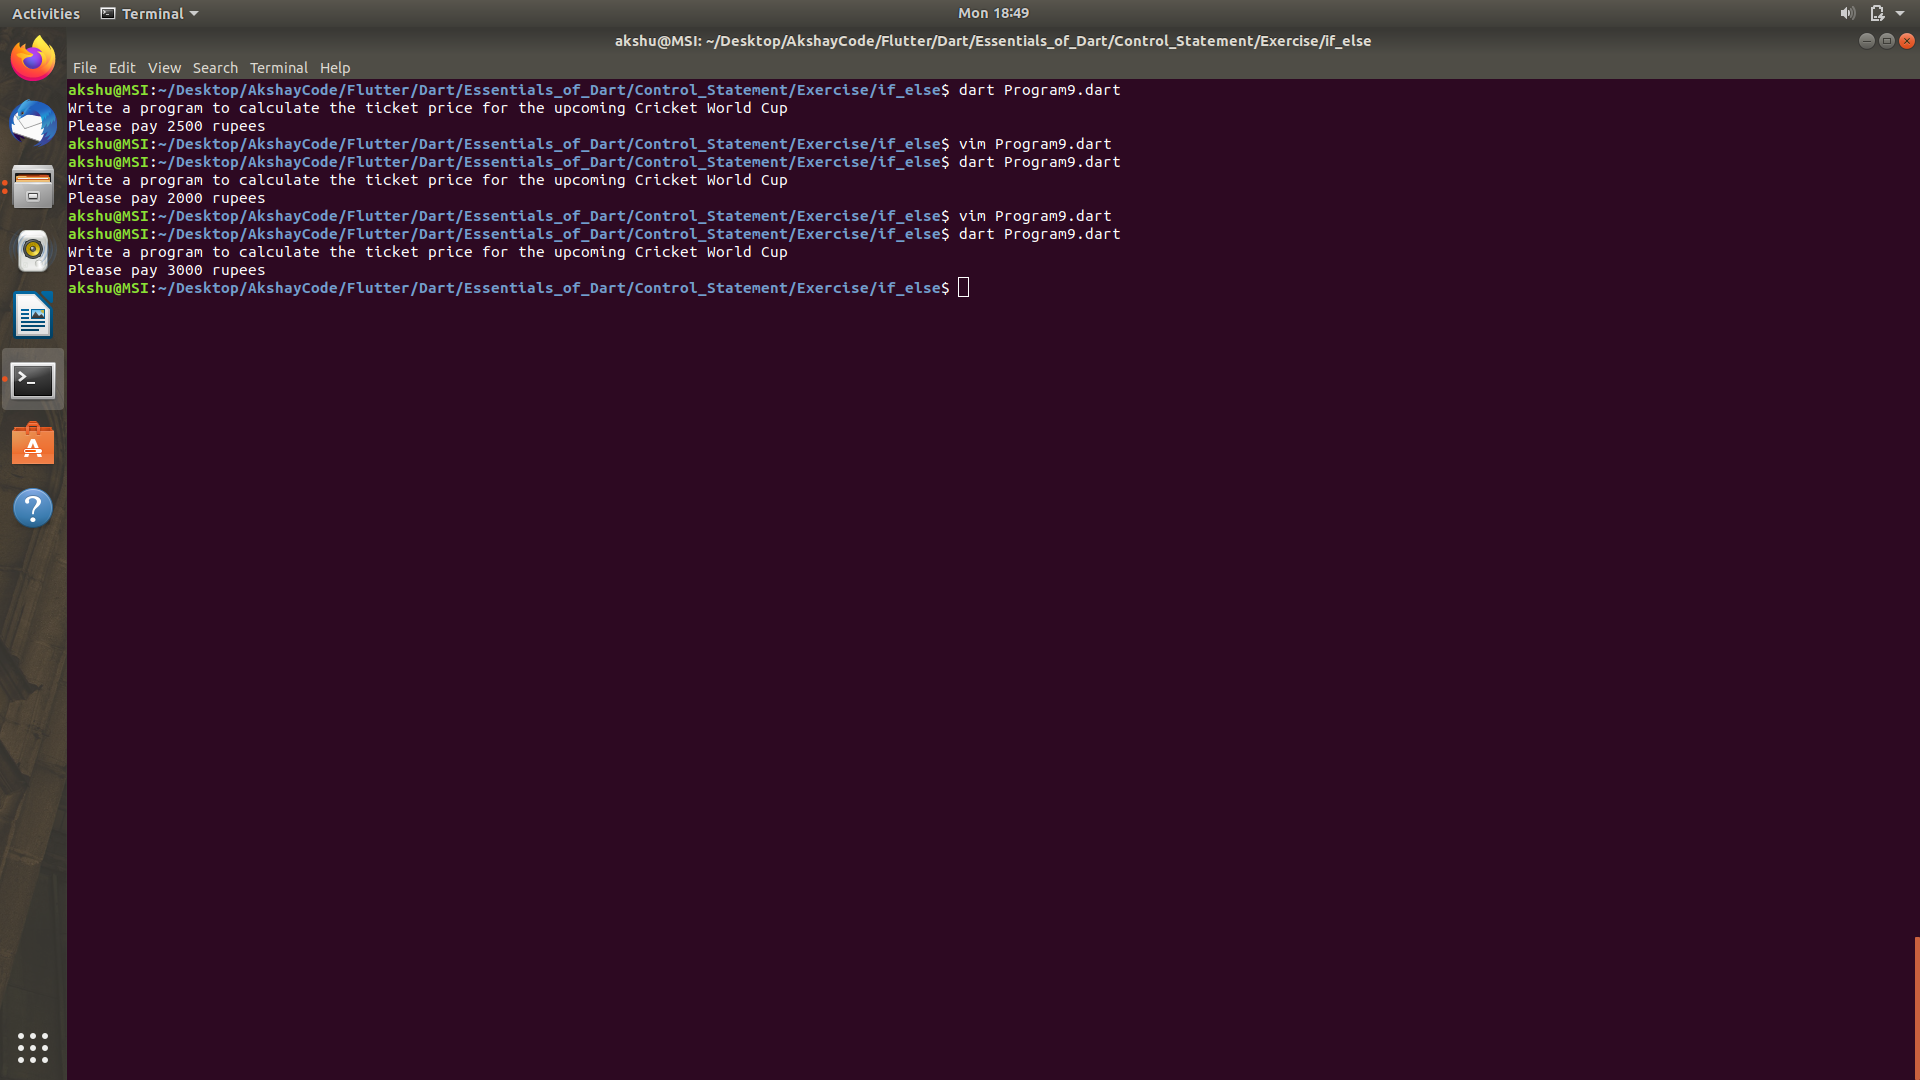 Activities Terminal Mon 18:49
akshu@MSI: ~/Desktop/AkshayCode/Flutter/Dart/Essentials_of_Dart/Control_Statement/Exercise/if_else
File Edit View Search Terminal Help
akshu@MSI:~/Desktop/AkshayCode/Flutter/Dart/Essentials_of_Dart/Control_Statement/Exercise/if_else$ dart Program9.dart
Write a program to calculate the ticket price for the upcoming Cricket World Cup
Please pay 2500 rupees
akshu@MSI:~/Desktop/AkshayCode/Flutter/Dart/Essentials_of_Dart/Control_Statement/Exercise/if_else$ vim Program9.dart
akshu@MSI:~/Desktop/AkshayCode/Flutter/Dart/Essentials_of_Dart/Control_Statement/Exercise/if_else$ dart Program9.dart
Write a program to calculate the ticket price for the upcoming Cricket World Cup
Please pay 2000 rupees
akshu@MSI:~/Desktop/AkshayCode/Flutter/Dart/Essentials_of_Dart/Control_Statement/Exercise/if_else$ vim Program9.dart
akshu@MSI:~/Desktop/AkshayCode/Flutter/Dart/Essentials_of_Dart/Control_Statement/Exercise/if_else$ dart Program9.dart
Write a program to calculate the ticket price for the upcoming Cricket World Cup
Please pay 3000 rupees
akshu@MSI:~/Desktop/AkshayCode/Flutter/Dart/Essentials_of_Dart/Control_Statement/Exercise/if_else$